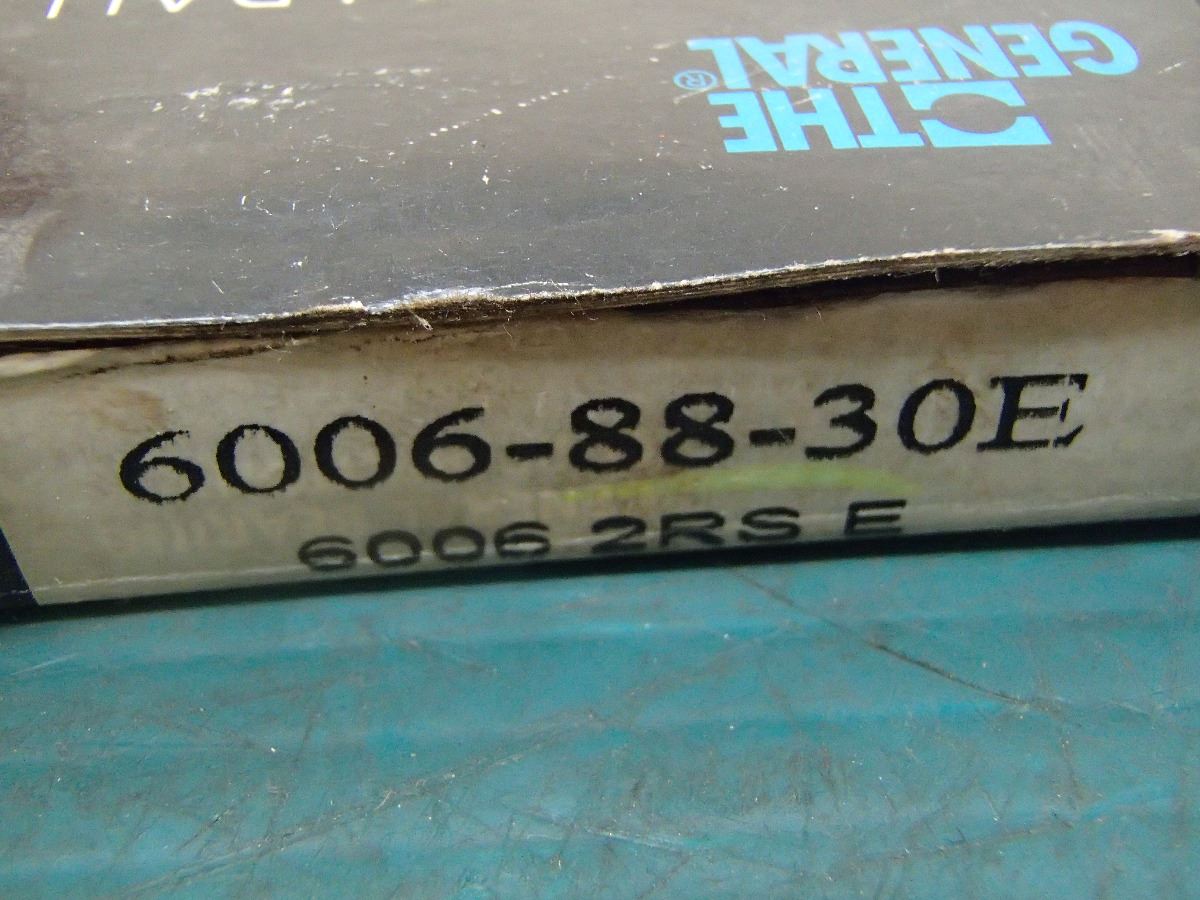 THE
GENERAL®
6006-88-30E
6006 2RS E